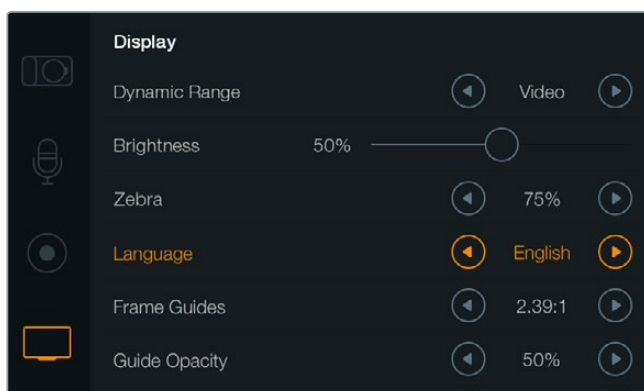 Display
Dynamic Range Video
Brightness 50%
Zebra 75%
Language English
Frame Guides 2.39:1
Guide Opacity 50%